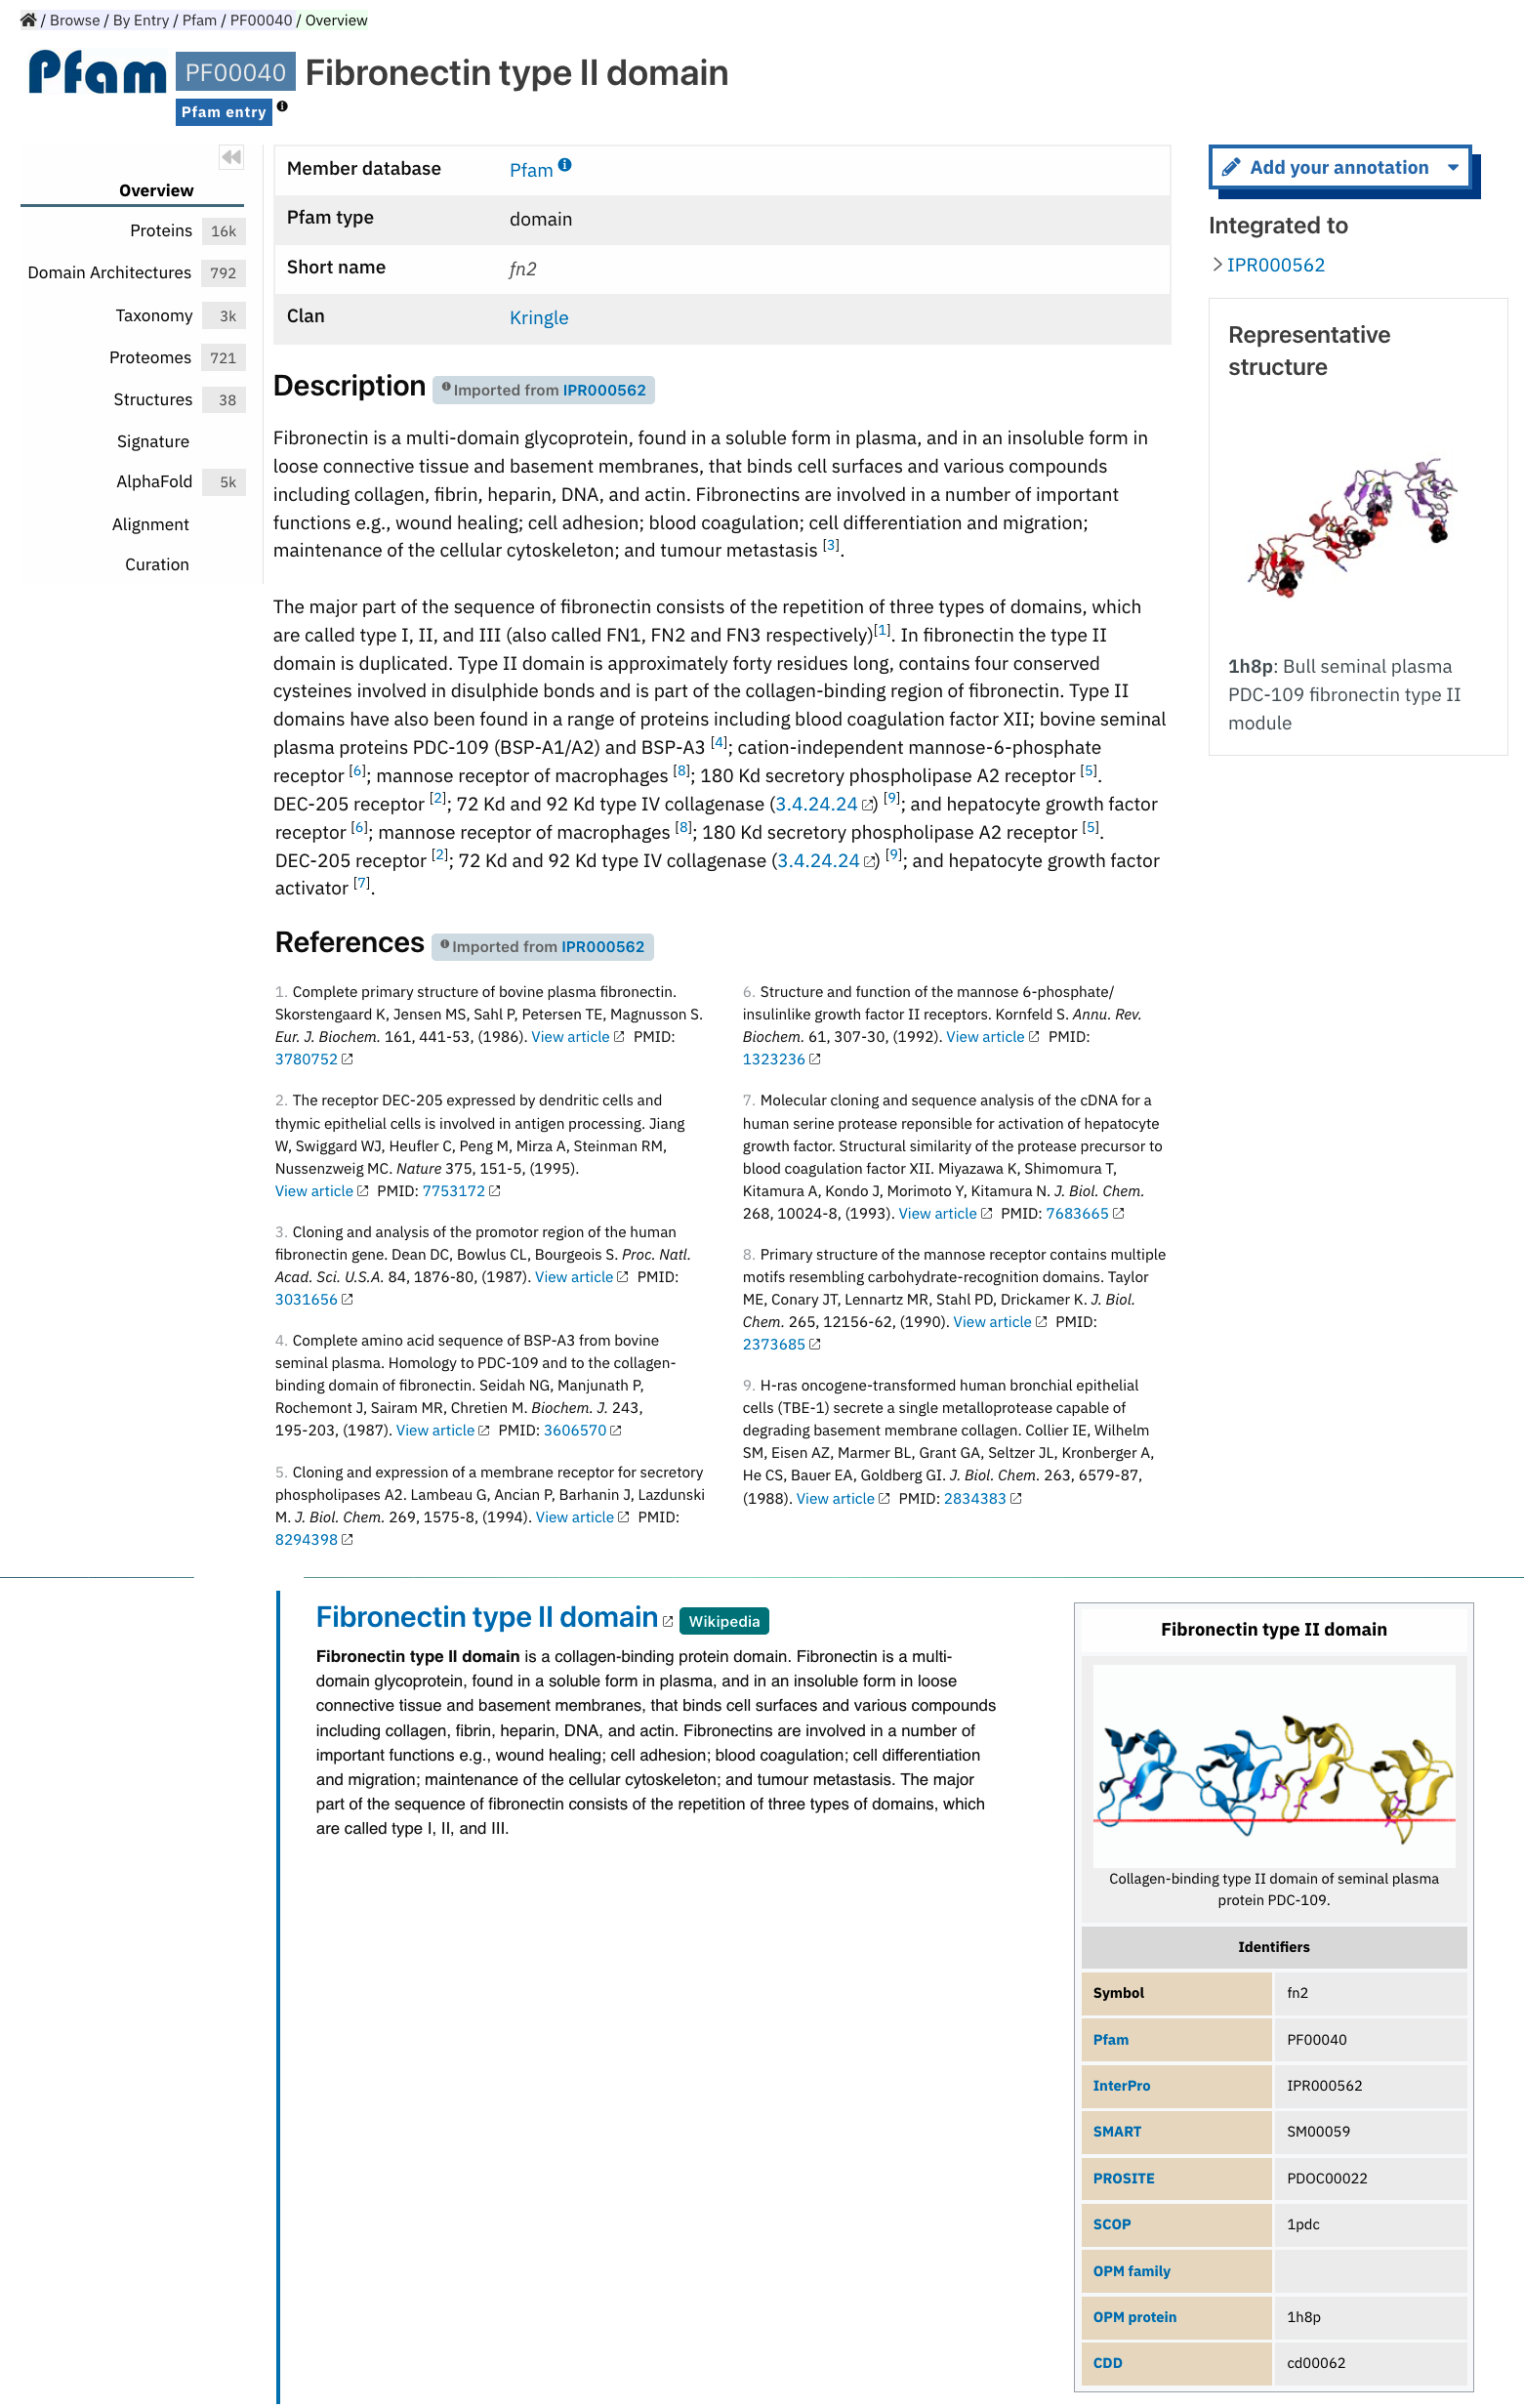 / Browse / By Entry / Pfam / PF00040 / Overview
Pfam PF00040 Fibronectin type II domain
Pfam entry
Overview
Proteins 16k
Domain Architectures 792
Taxonomy 3k
Proteomes 721
Structures 38
Signature
AlphaFold 5k
Alignment
Curation
Member database Pfam
Pfam type domain
Short name fn2
Clan Kringle
Description Imported from IPR000562
Fibronectin is a multi-domain glycoprotein, found in a soluble form in plasma, and in an insoluble form in
loose connective tissue and basement membranes, that binds cell surfaces and various compounds
including collagen, fibrin, heparin, DNA, and actin. Fibronectins are involved in a number of important
functions e.g., wound healing; cell adhesion; blood coagulation; cell differentiation and migration;
maintenance of the cellular cytoskeleton; and tumour metastasis [3].
The major part of the sequence of fibronectin consists of the repetition of three types of domains, which
are called type I, II, and III (also called FN1, FN2 and FN3 respectively)[1]. In fibronectin the type II
domain is duplicated. Type II domain is approximately forty residues long, contains four conserved
cysteines involved in disulphide bonds and is part of the collagen-binding region of fibronectin. Type II
domains have also been found in a range of proteins including blood coagulation factor XII; bovine seminal
plasma proteins PDC-109 (BSP-A1/A2) and BSP-A3 [4]; cation-independent mannose-6-phosphate
receptor [6]; mannose receptor of macrophages [8]; 180 Kd secretory phospholipase A2 receptor [5].
DEC-205 receptor [2]; 72 Kd and 92 Kd type IV collagenase (3.4.24.24) [9]; and hepatocyte growth factor
receptor [6]; mannose receptor of macrophages [8]; 180 Kd secretory phospholipase A2 receptor [5].
DEC-205 receptor [2]; 72 Kd and 92 Kd type IV collagenase (3.4.24.24) [9]; and hepatocyte growth factor
activator [7].
Add your annotation
Integrated to
IPR000562
Representative
structure
1h8p: Bull seminal plasma
PDC-109 fibronectin type II
module
References Imported from IPR000562
1. Complete primary structure of bovine plasma fibronectin.
Skorstengaard K, Jensen MS, Sahl P, Petersen TE, Magnusson S.
Eur. J. Biochem. 161, 441-53, (1986). View article PMID:
3780752
2. The receptor DEC-205 expressed by dendritic cells and
thymic epithelial cells is involved in antigen processing. Jiang
W, Swiggard WJ, Heufler C, Peng M, Mirza A, Steinman RM,
Nussenzweig MC. Nature 375, 151-5, (1995).
View article PMID: 7753172
3. Cloning and analysis of the promotor region of the human
fibronectin gene. Dean DC, Bowlus CL, Bourgeois S. Proc. Natl.
Acad. Sci. U.S.A. 84, 1876-80, (1987). View article PMID:
3031656
4. Complete amino acid sequence of BSP-A3 from bovine
seminal plasma. Homology to PDC-109 and to the collagen-
binding domain of fibronectin. Seidah NG, Manjunath P,
Rochemont J, Sairam MR, Chretien M. Biochem. J. 243,
195-203, (1987). View article PMID: 3606570
5. Cloning and expression of a membrane receptor for secretory
phospholipases A2. Lambeau G, Ancian P, Barhanin J, Lazdunski
M. J. Biol. Chem. 269, 1575-8, (1994). View article PMID:
8294398
6. Structure and function of the mannose 6-phosphate/
insulinlike growth factor II receptors. Kornfeld S. Annu. Rev.
Biochem. 61, 307-30, (1992). View article PMID:
1323236
7. Molecular cloning and sequence analysis of the cDNA for a
human serine protease reponsible for activation of hepatocyte
growth factor. Structural similarity of the protease precursor to
blood coagulation factor XII. Miyazawa K, Shimomura T,
Kitamura A, Kondo J, Morimoto Y, Kitamura N. J. Biol. Chem.
268, 10024-8, (1993). View article PMID: 7683665
8. Primary structure of the mannose receptor contains multiple
motifs resembling carbohydrate-recognition domains. Taylor
ME, Conary JT, Lennartz MR, Stahl PD, Drickamer K. J. Biol.
Chem. 265, 12156-62, (1990). View article PMID:
2373685
9. H-ras oncogene-transformed human bronchial epithelial
cells (TBE-1) secrete a single metalloprotease capable of
degrading basement membrane collagen. Collier IE, Wilhelm
SM, Eisen AZ, Marmer BL, Grant GA, Seltzer JL, Kronberger A,
He CS, Bauer EA, Goldberg GI. J. Biol. Chem. 263, 6579-87,
(1988). View article PMID: 2834383
Fibronectin type II domain Wikipedia
Fibronectin type II domain is a collagen-binding protein domain. Fibronectin is a multi-
domain glycoprotein, found in a soluble form in plasma, and in an insoluble form in loose
connective tissue and basement membranes, that binds cell surfaces and various compounds
including collagen, fibrin, heparin, DNA, and actin. Fibronectins are involved in a number of
important functions e.g., wound healing; cell adhesion; blood coagulation; cell differentiation
and migration; maintenance of the cellular cytoskeleton; and tumour metastasis. The major
part of the sequence of fibronectin consists of the repetition of three types of domains, which
are called type I, II, and III.
Fibronectin type II domain
Collagen-binding type II domain of seminal plasma
protein PDC-109.
Identifiers
Symbol fn2
Pfam PF00040
InterPro IPR000562
SMART SM00059
PROSITE PDOC00022
SCOP 1pdc
OPM family
OPM protein 1h8p
CDD cd00062